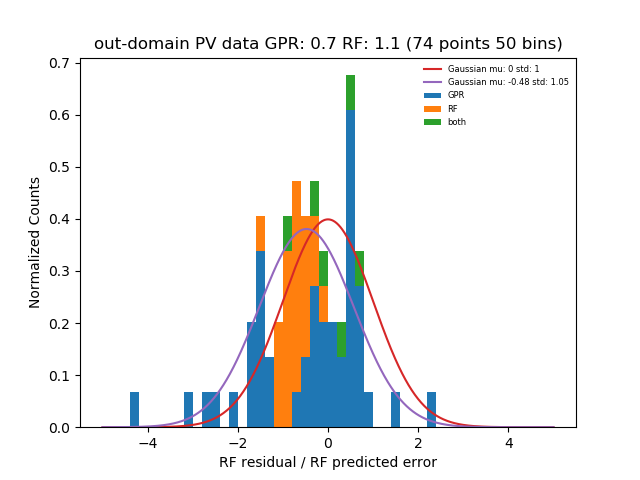 out-domain PV data GPR: 0.7 RF: 1.1 (74 points 50 bins)
Gaussian mu: 0 std: 1
Gaussian mu: -0.48 std: 1.05
GPR
RF
both
Normalized Counts
0.7
0.6
0.5
0.4
0.3
0.2
0.1
0.0
−4 −2 0 2 4
RF residual / RF predicted error